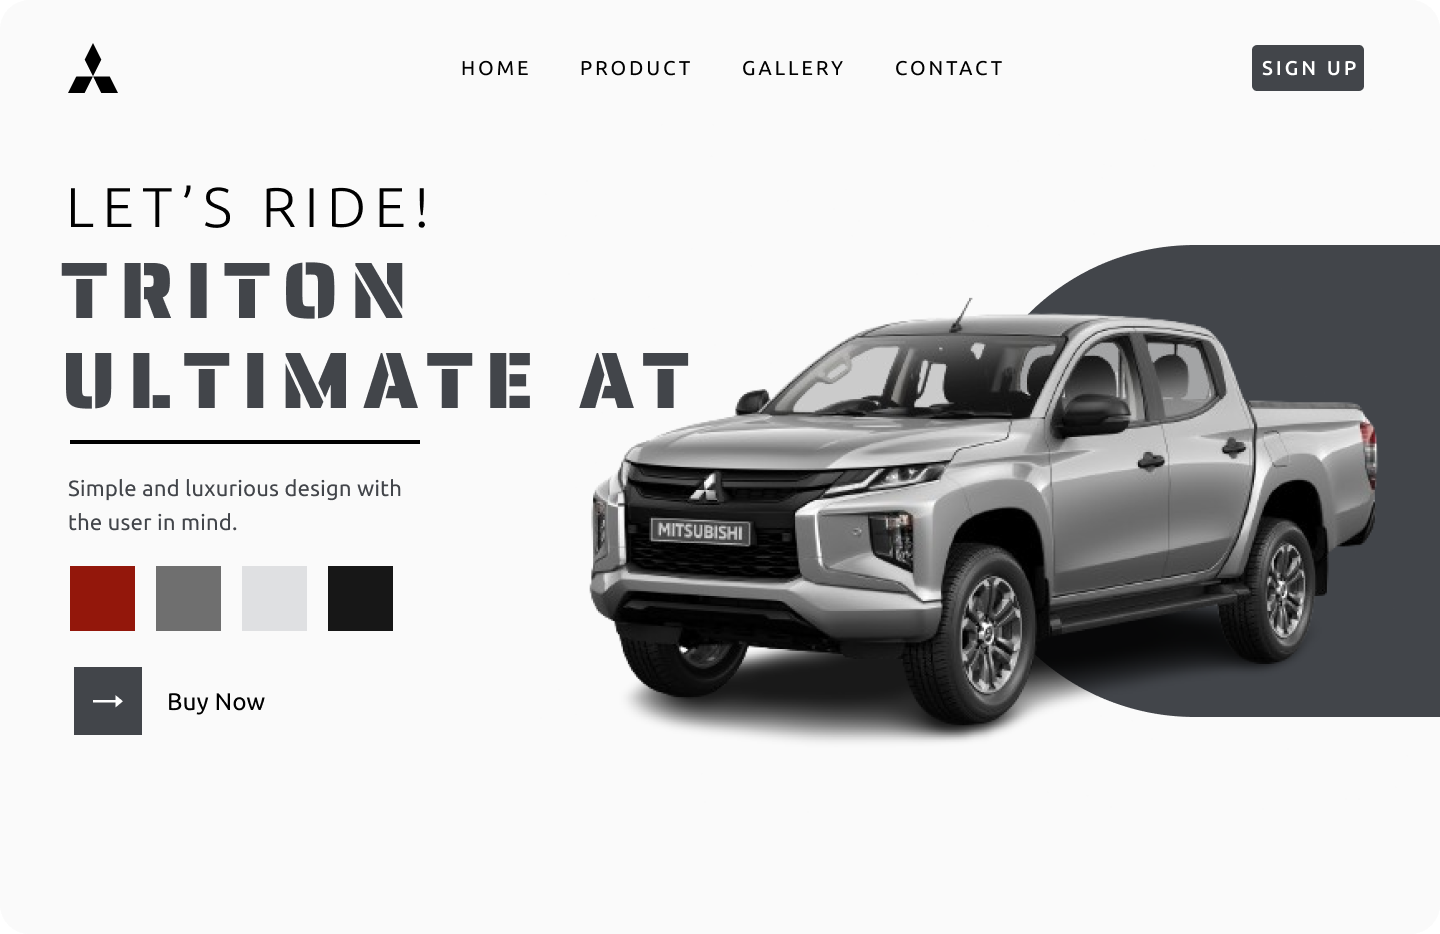 HOME PRODUCT GALLERY CONTACT SIGN UP
LET’S RIDE!
TRITON
ULTIMATE AT
MITSUBISHI
Simple and luxurious design with
the user in mind.
Buy Now